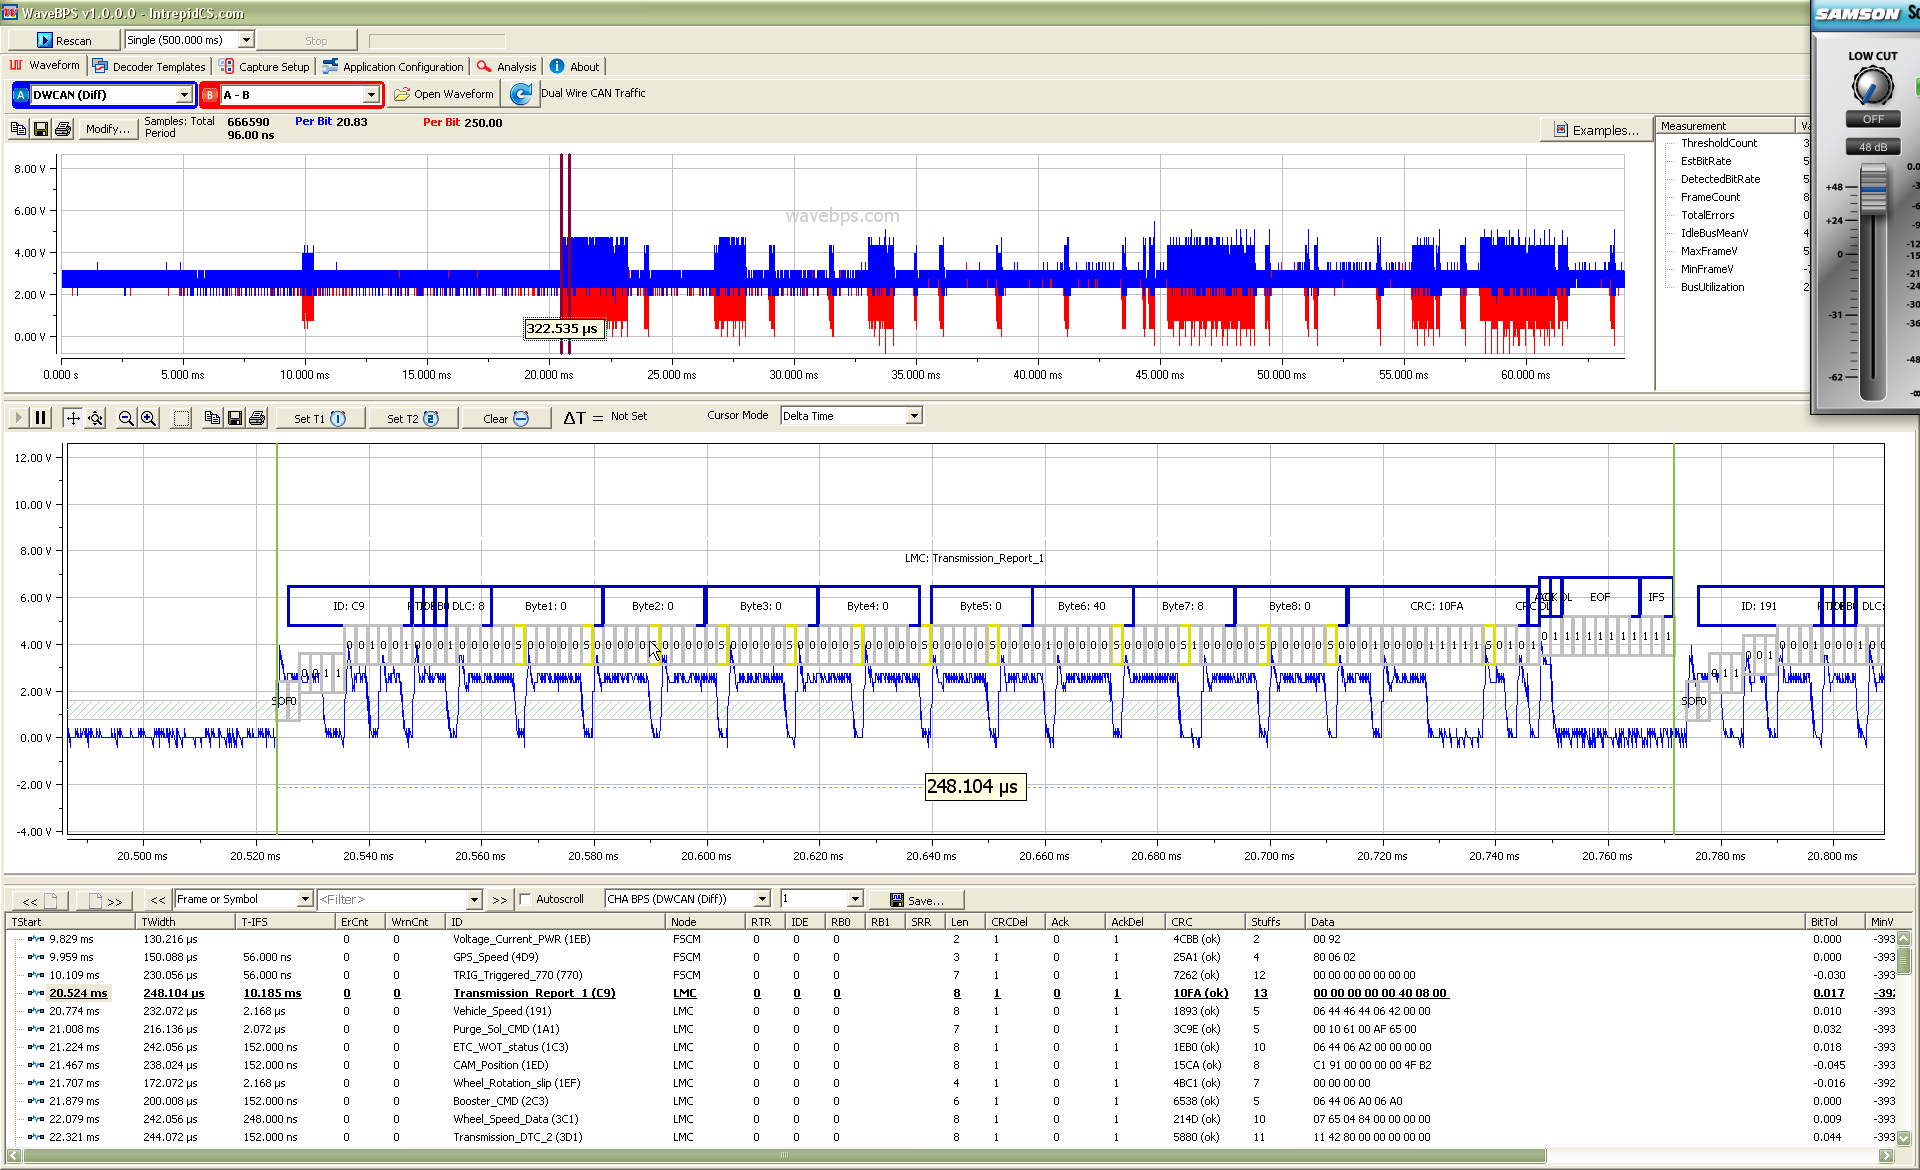 WaveBPS v1.0.0.0 - IntrepidCS.com
SAMSON
Rescan Single (500.000 ms) Stop
Waveform Decoder Templates Capture Setup Application Configuration Analysis About
A DWCAN (Diff) B A - B Open Waveform Dual Wire CAN Traffic
Modify... Samples: Total 666590 Per Bit 20.83 Per Bit 250.00
Period 96.00 ns
Examples...
Measurement
ThresholdCount 3
EstBitRate 5
DetectedBitRate 5
FrameCount 8
TotalErrors 0
IdleBusMeanV 4
MaxFrameV 5
MinFrameV -7
BusUtilization 2
LOW CUT
OFF
48 dB
+48
+24
0
-31
-62
wavebps.com
8.00 V
6.00 V
4.00 V
2.00 V
0.00 V
322.535 µs
0.000 s 5.000 ms 10.000 ms 15.000 ms 20.000 ms 25.000 ms 30.000 ms 35.000 ms 40.000 ms 45.000 ms 50.000 ms 55.000 ms 60.000 ms
Set T1 1 Set T2 2 Clear ΔT = Not Set Cursor Mode Delta Time
12.00 V
10.00 V
8.00 V
6.00 V
4.00 V
2.00 V
0.00 V
-2.00 V
-4.00 V
LMC: Transmission_Report_1
ID: C9 DLC: 8 Byte1: 0 Byte2: 0 Byte3: 0 Byte4: 0 Byte5: 0 Byte6: 40 Byte7: 8 Byte8: 0 CRC: 10FA EOF IFS ID: 191 DLC:
248.104 µs
20.500 ms 20.520 ms 20.540 ms 20.560 ms 20.580 ms 20.600 ms 20.620 ms 20.640 ms 20.660 ms 20.680 ms 20.700 ms 20.720 ms 20.740 ms 20.760 ms 20.780 ms 20.800 ms
<< >> << Frame or Symbol <Filter> >> Autoscroll CHA BPS (DWCAN (Diff)) 1 Save...
TStart TWidth T-IFS ErCnt WrnCnt ID Node RTR IDE RB0 RB1 SRR Len CRCDel Ack AckDel CRC Stuffs Data BitTol MinV
9.829 ms 130.216 µs 0 0 Voltage_Current_PWR (1EB) FSCM 0 0 0 2 1 0 1 4CBB (ok) 2 00 92 0.000 -393
9.959 ms 150.088 µs 56.000 ns 0 0 GPS_Speed (4D9) FSCM 0 0 0 3 1 0 1 25A1 (ok) 4 80 06 02 0.000 -393
10.109 ms 230.056 µs 56.000 ns 0 0 TRIG_Triggered_770 (770) FSCM 0 0 0 7 1 0 1 7262 (ok) 12 00 00 00 00 00 00 00 -0.030 -393
20.524 ms 248.104 µs 10.185 ms 0 0 Transmission_Report_1 (C9) LMC 0 0 0 8 1 0 1 10FA (ok) 13 00 00 00 00 00 40 08 00 0.017 -392
20.774 ms 232.072 µs 2.168 µs 0 0 Vehicle_Speed (191) LMC 0 0 0 8 1 0 1 1893 (ok) 5 06 44 46 44 06 42 00 00 0.010 -393
21.008 ms 216.136 µs 2.072 µs 0 0 Purge_Sol_CMD (1A1) LMC 0 0 0 7 1 0 1 3C9E (ok) 5 00 10 61 00 AF 65 00 0.032 -393
21.224 ms 242.056 µs 152.000 ns 0 0 ETC_WOT_status (1C3) LMC 0 0 0 8 1 0 1 1EB0 (ok) 10 06 44 06 A2 00 00 00 00 0.018 -393
21.467 ms 238.024 µs 152.000 ns 0 0 CAM_Position (1ED) LMC 0 0 0 8 1 0 1 15CA (ok) 8 C1 91 00 00 00 00 4F B2 -0.045 -393
21.707 ms 172.072 µs 2.168 µs 0 0 Wheel_Rotation_slip (1EF) LMC 0 0 0 4 1 0 1 4BC1 (ok) 7 00 00 00 00 -0.016 -392
21.879 ms 200.008 µs 152.000 ns 0 0 Booster_CMD (2C3) LMC 0 0 0 6 1 0 1 6538 (ok) 5 06 44 06 A0 06 A0 0.000 -393
22.079 ms 242.056 µs 248.000 ns 0 0 Wheel_Speed_Data (3C1) LMC 0 0 0 8 1 0 1 214D (ok) 10 07 65 04 84 00 00 00 00 0.009 -393
22.321 ms 244.072 µs 152.000 ns 0 0 Transmission_DTC_2 (3D1) LMC 0 0 0 8 1 0 1 5880 (ok) 11 11 42 80 00 00 00 00 00 0.044 -393